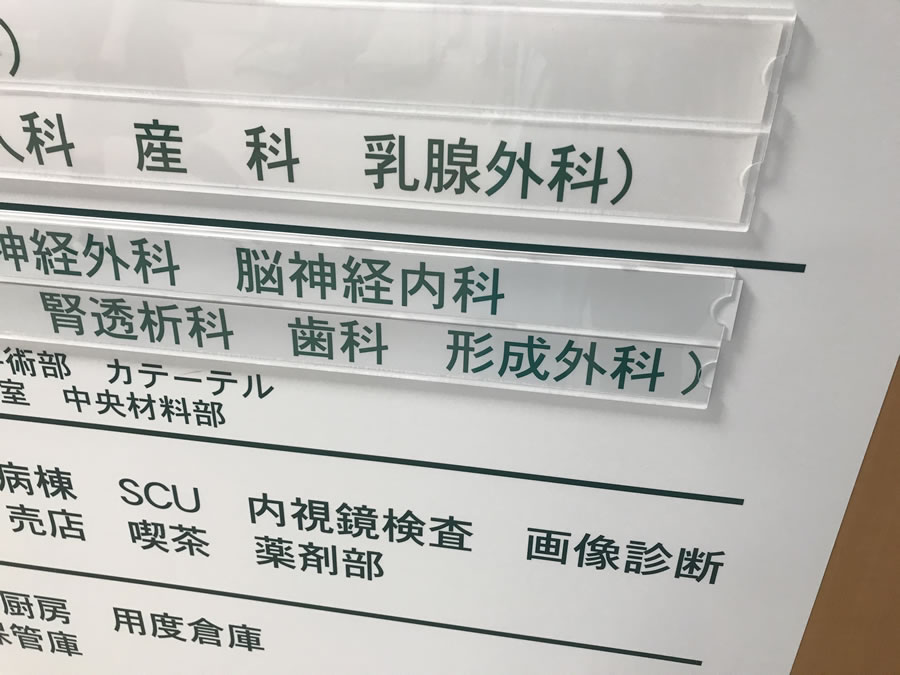 )
人科 産科 乳腺外科)
神経外科 脳神経内科
腎透析科 歯科 形成外科)
術部 カテーテル
室 中央材料部
病棟 SCU 内視鏡検査 画像診断
売店 喫茶 薬剤部
厨房 用度倉庫
管庫